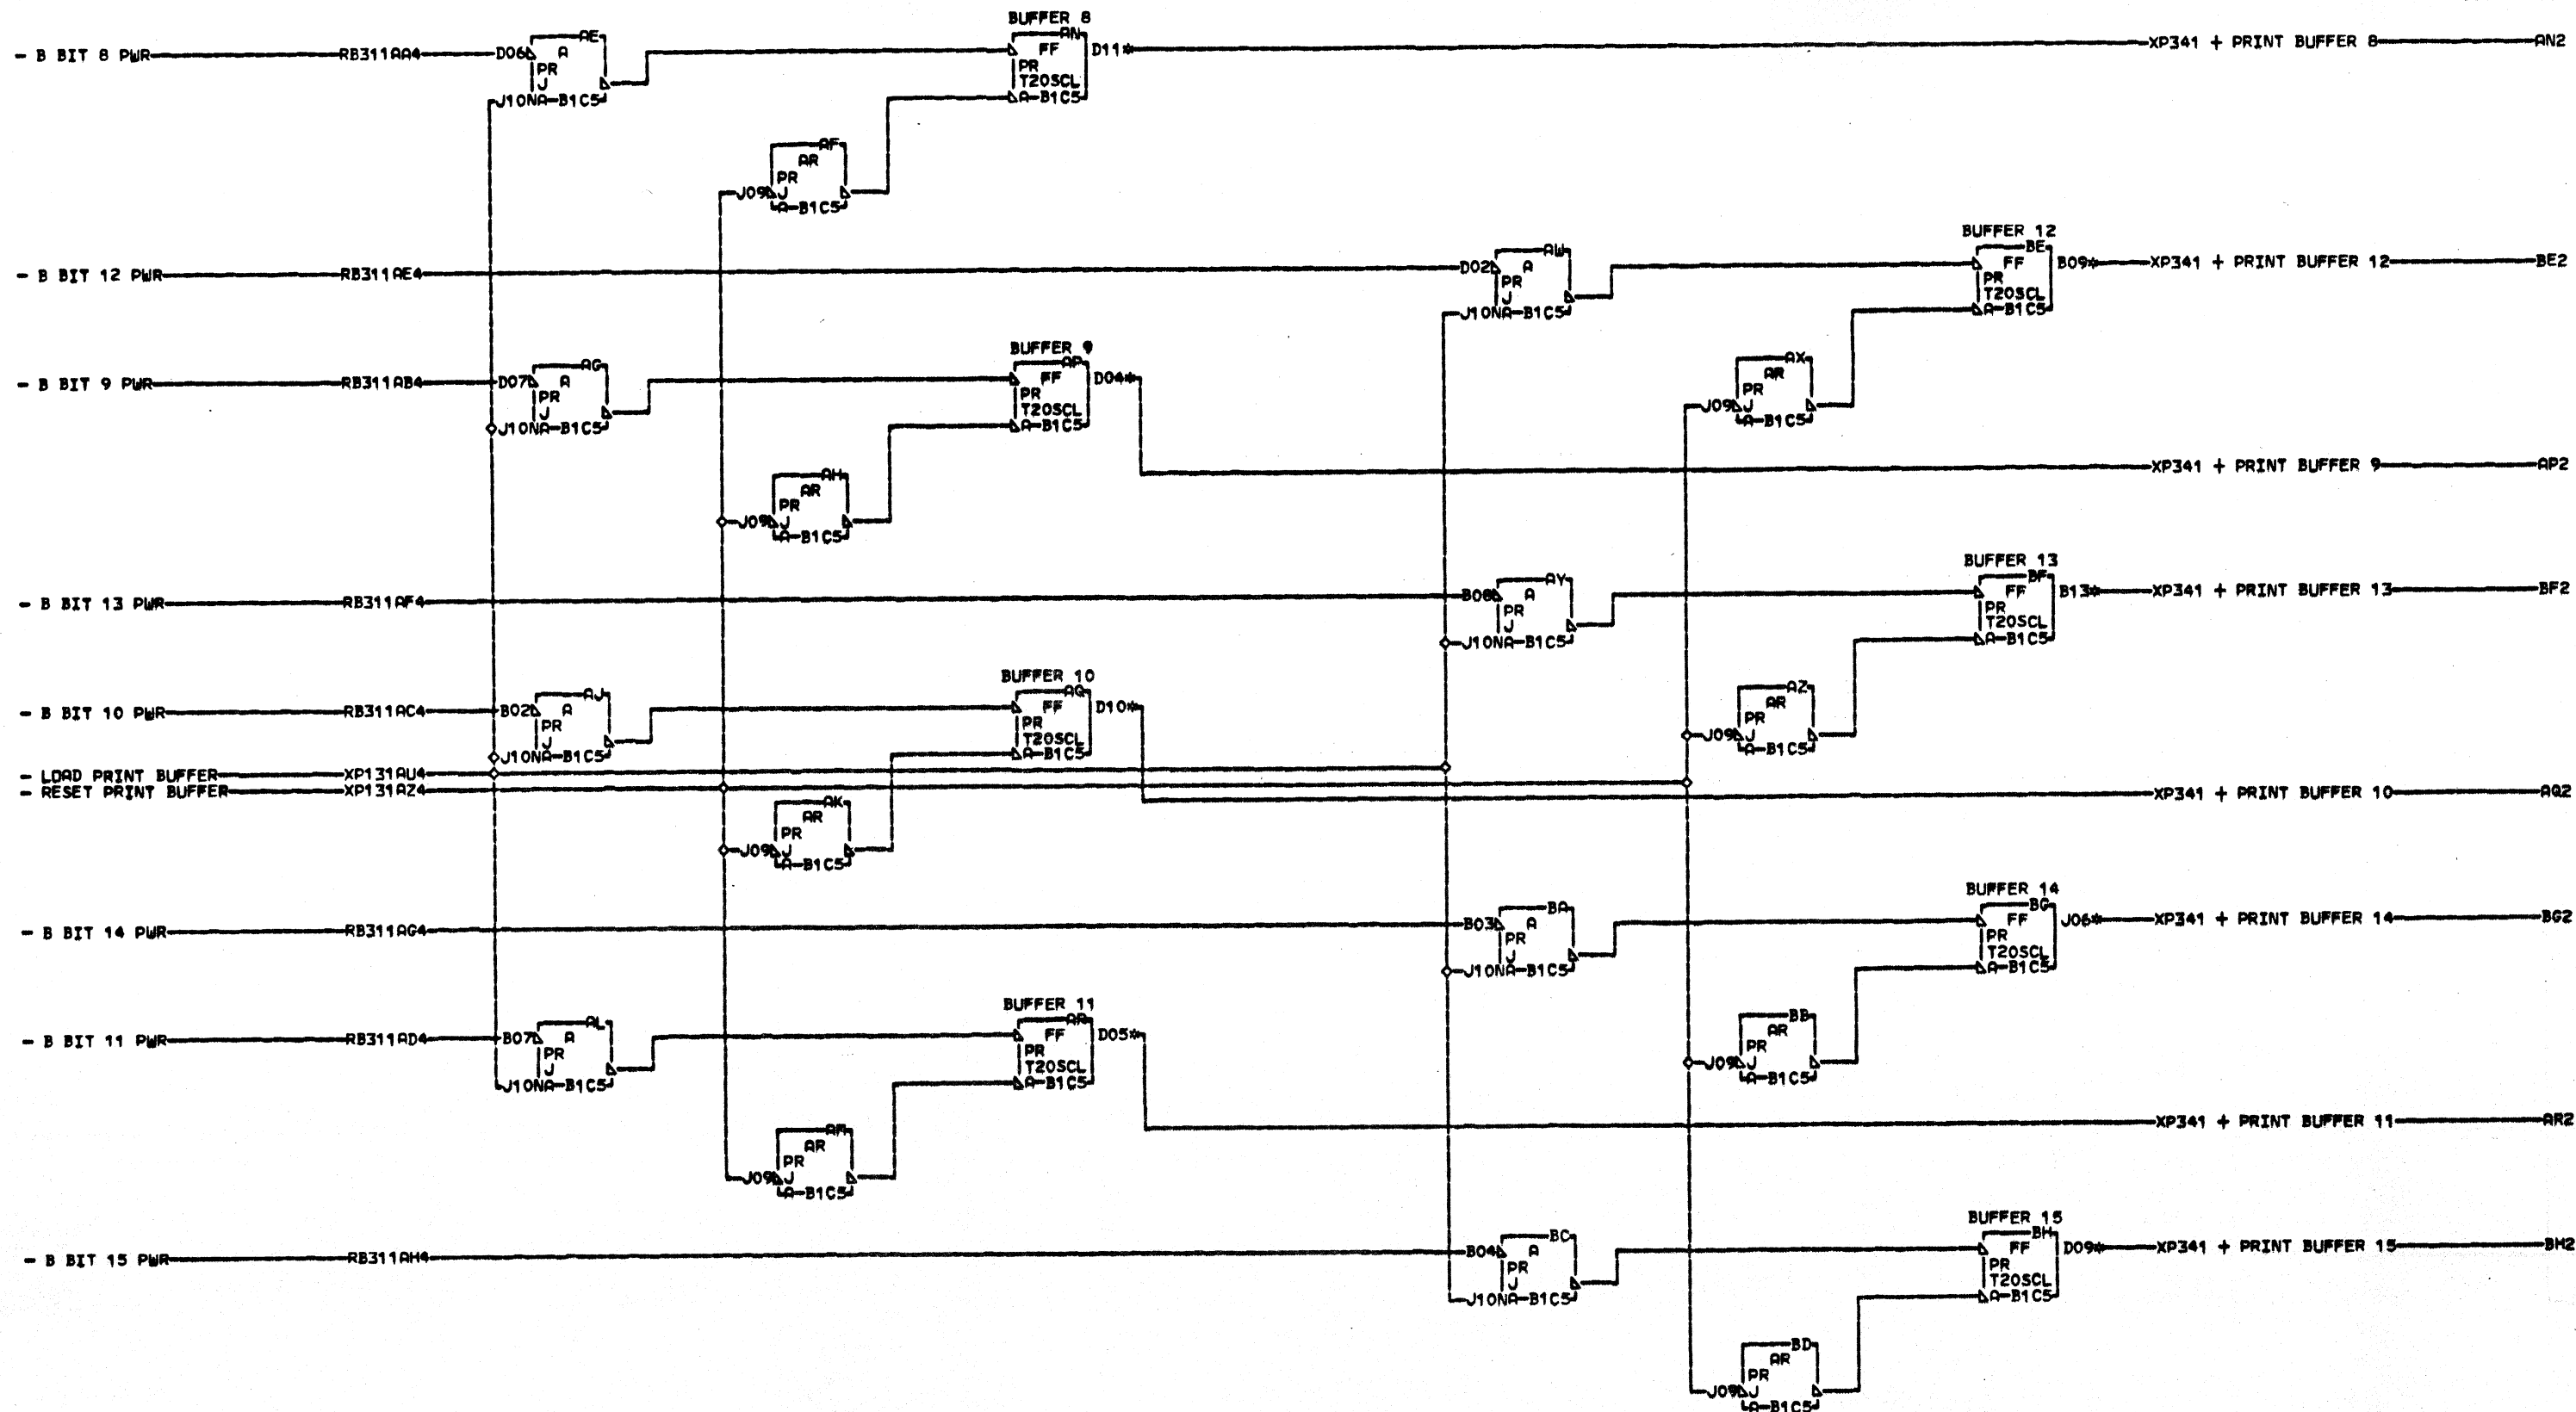 BUFFER 8
- B BIT 8 PWR RB311AA4 D06 A AE FF AN D11* XP341 + PRINT BUFFER 8 AN2
PR
J
J10NA-B1C5
PR
T20SCL
A-B1C5
AF
AR
PR
J09 J
A-B1C5
BUFFER 12
- B BIT 12 PWR RB311AE4 D02 A AW FF BE B09* XP341 + PRINT BUFFER 12 BE2
PR
J
J10NA-B1C5
PR
T20SCL
A-B1C5
BUFFER 9
- B BIT 9 PWR RB311AB4 D07 A AG FF AP D04*
PR
J
J10NA-B1C5
PR
T20SCL
A-B1C5
AX
AR
PR
J09 J
A-B1C5
XP341 + PRINT BUFFER 9 AP2
AH
AR
PR
J09 J
A-B1C5
BUFFER 13
- B BIT 13 PWR RB311AF4 A AY FF BF B13* XP341 + PRINT BUFFER 13 BF2
PR
J
J10NA-B1C5
PR
T20SCL
A-B1C5
BUFFER 10
- B BIT 10 PWR RB311AC4 B02 A AJ FF AQ D10*
PR
J
J10NA-B1C5
PR
T20SCL
A-B1C5
AZ
AR
PR
J09 J
A-B1C5
- LOAD PRINT BUFFER XP131AU4
- RESET PRINT BUFFER XP131AZ4
XP341 + PRINT BUFFER 10 AQ2
AK
AR
PR
J09 J
A-B1C5
BUFFER 14
- B BIT 14 PWR RB311AG4 B03 A BA FF BG J06* XP341 + PRINT BUFFER 14 BG2
PR
J
J10NA-B1C5
PR
T20SCL
A-B1C5
BUFFER 11
- B BIT 11 PWR RB311AD4 B07 A AL FF AR D05*
PR
J
J10NA-B1C5
PR
T20SCL
A-B1C5
BB
AR
PR
J09 J
A-B1C5
XP341 + PRINT BUFFER 11 AR2
AM
AR
PR
J09 J
A-B1C5
BUFFER 15
- B BIT 15 PWR RB311AH4 B04 A BC FF BH D09* XP341 + PRINT BUFFER 15 BH2
PR
J
J10NA-B1C5
PR
T20SCL
A-B1C5
BD
AR
PR
J09 J
A-B1C5